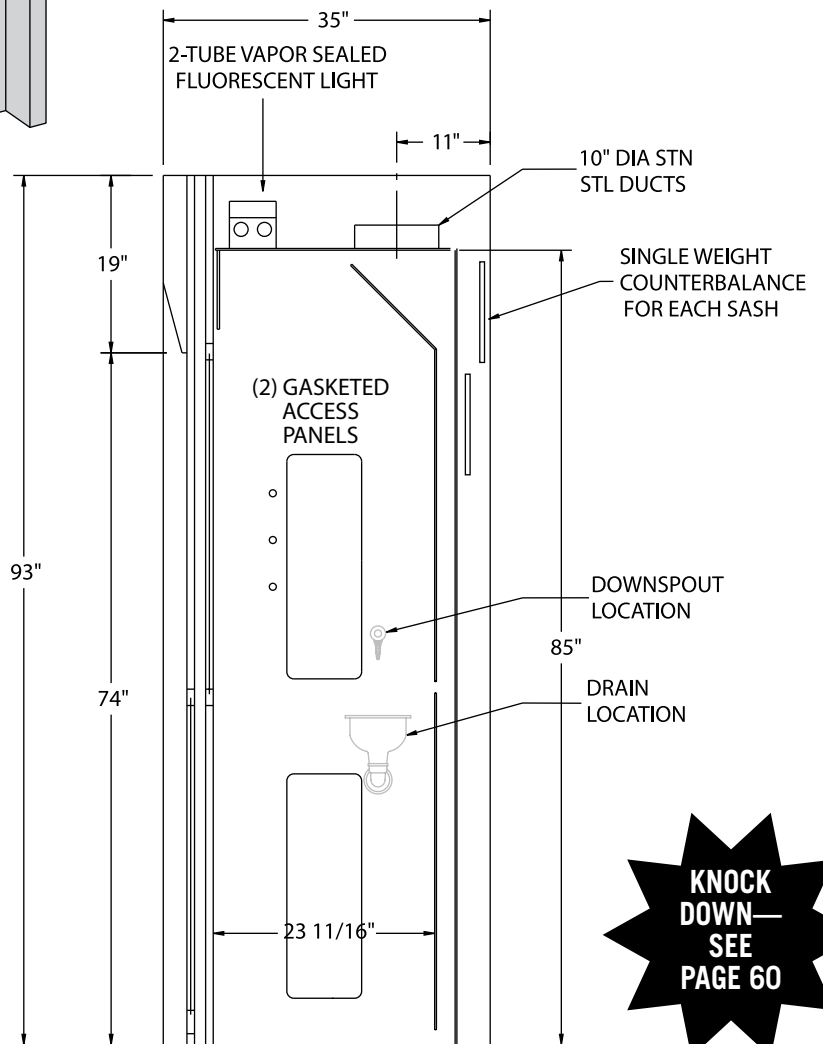 35"
2-TUBE VAPOR SEALED
FLUORESCENT LIGHT
11"
10" DIA STN
STL DUCTS
19"
SINGLE WEIGHT
COUNTERBALANCE
FOR EACH SASH
(2) GASKETED
ACCESS
PANELS
93"
DOWNSPOUT
LOCATION
85"
74"
DRAIN
LOCATION
23 11/16"
KNOCK
DOWN—
SEE
PAGE 60